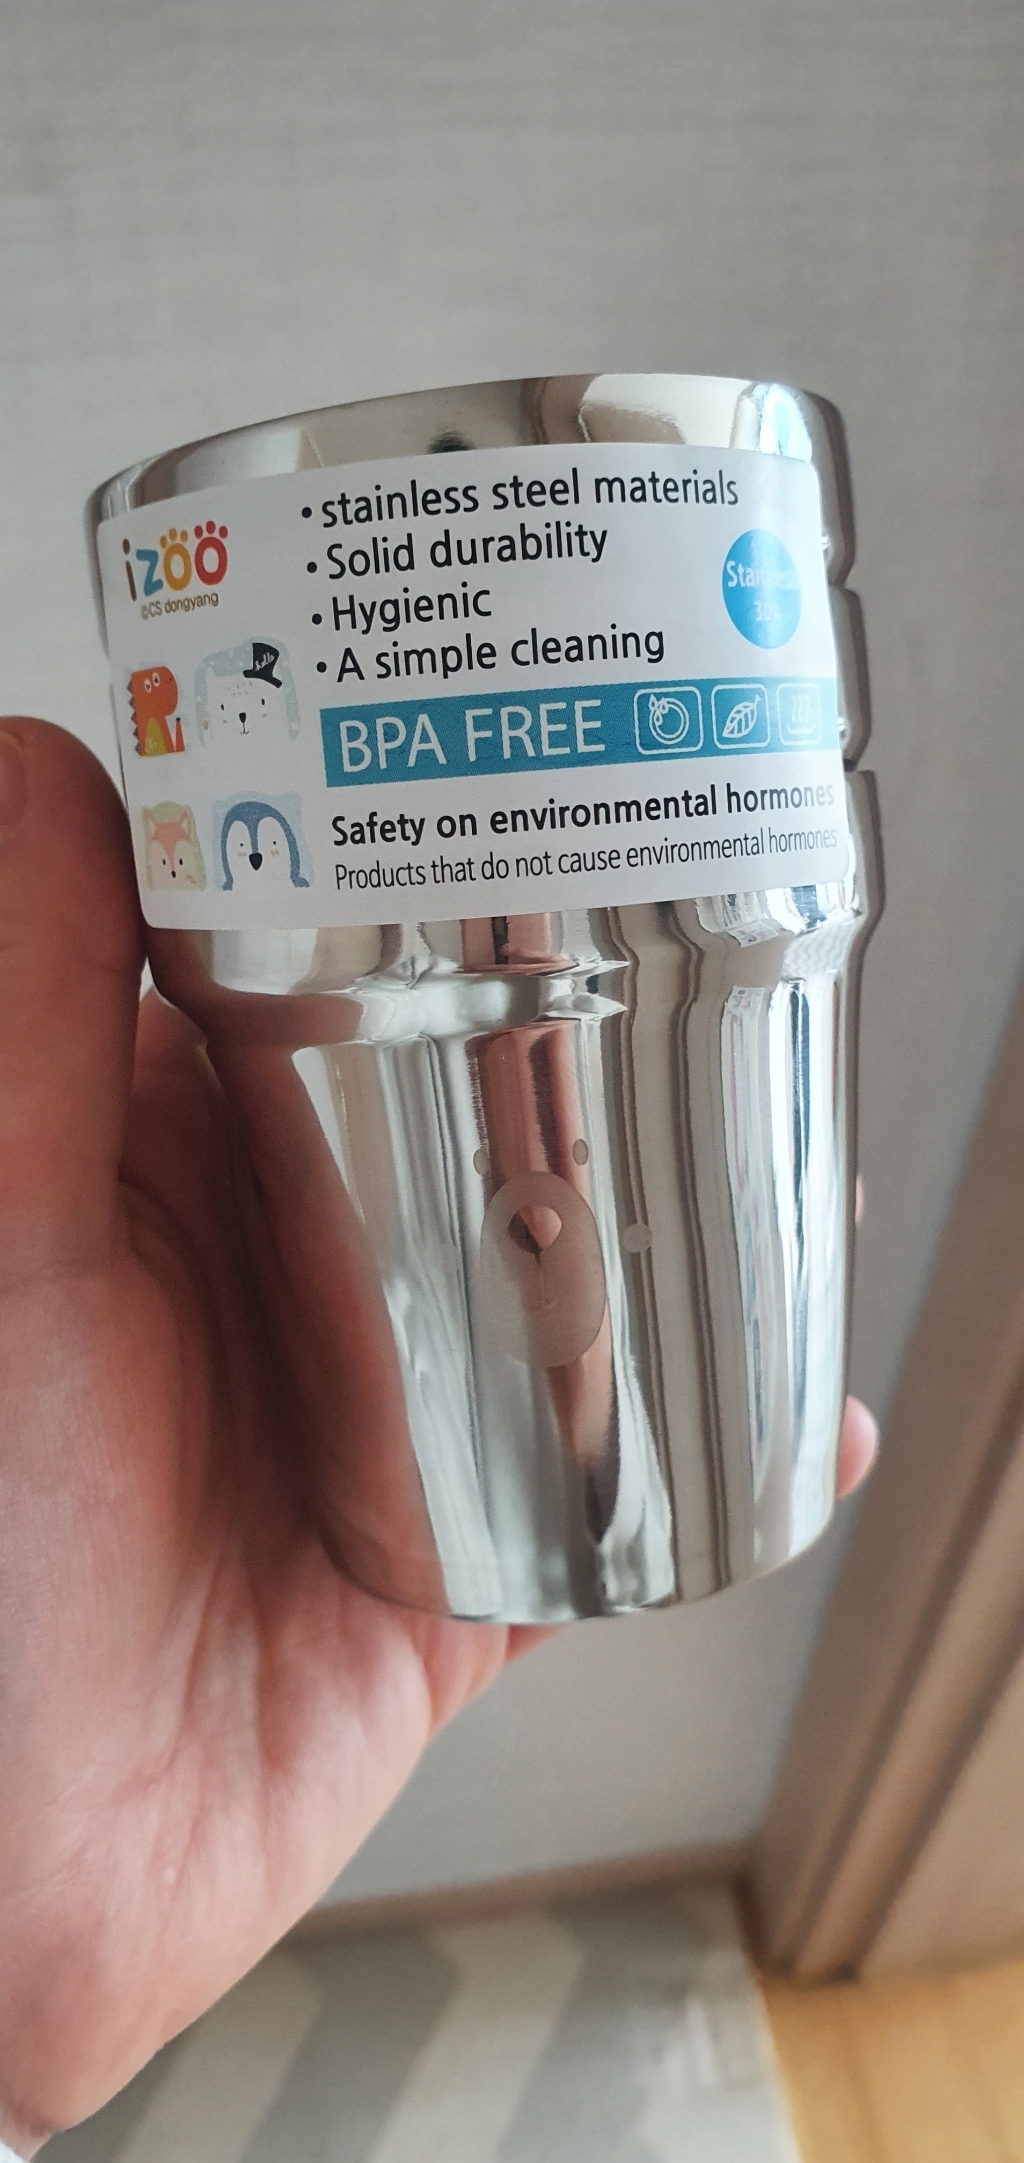 izoo
©CS dongyang
• stainless steel materials
• Solid durability
• Hygienic
• A simple cleaning
hello
BPA FREE
Safety on environmental hormones
Products that do not cause environmental hormones